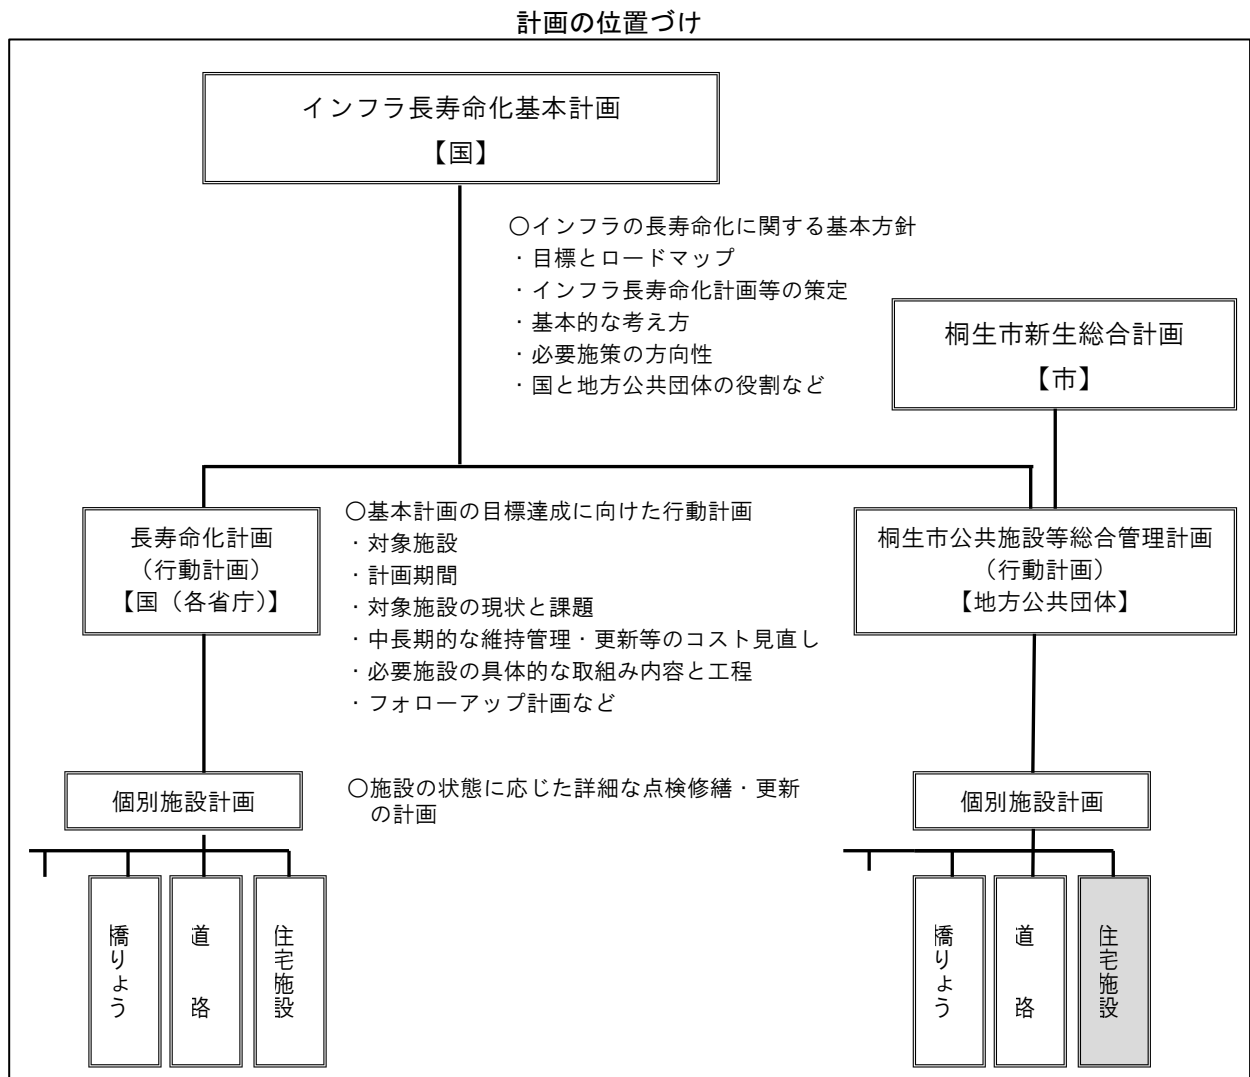 計画の位置づけ
インフラ長寿命化基本計画
【国】
○インフラの長寿命化に関する基本方針
・目標とロードマップ
・インフラ長寿命化計画等の策定
・基本的な考え方
・必要施策の方向性
・国と地方公共団体の役割など
桐生市新生総合計画
【市】
長寿命化計画
（行動計画）
【国（各省庁）】
○基本計画の目標達成に向けた行動計画
・対象施設
・計画期間
・対象施設の現状と課題
・中長期的な維持管理・更新等のコスト見直し
・必要施設の具体的な取組み内容と工程
・フォローアップ計画など
桐生市公共施設等総合管理計画
（行動計画）
【地方公共団体】
個別施設計画
○施設の状態に応じた詳細な点検修繕・更新
の計画
個別施設計画
橋りょう
道路
住宅施設
橋りょう
道路
住宅施設